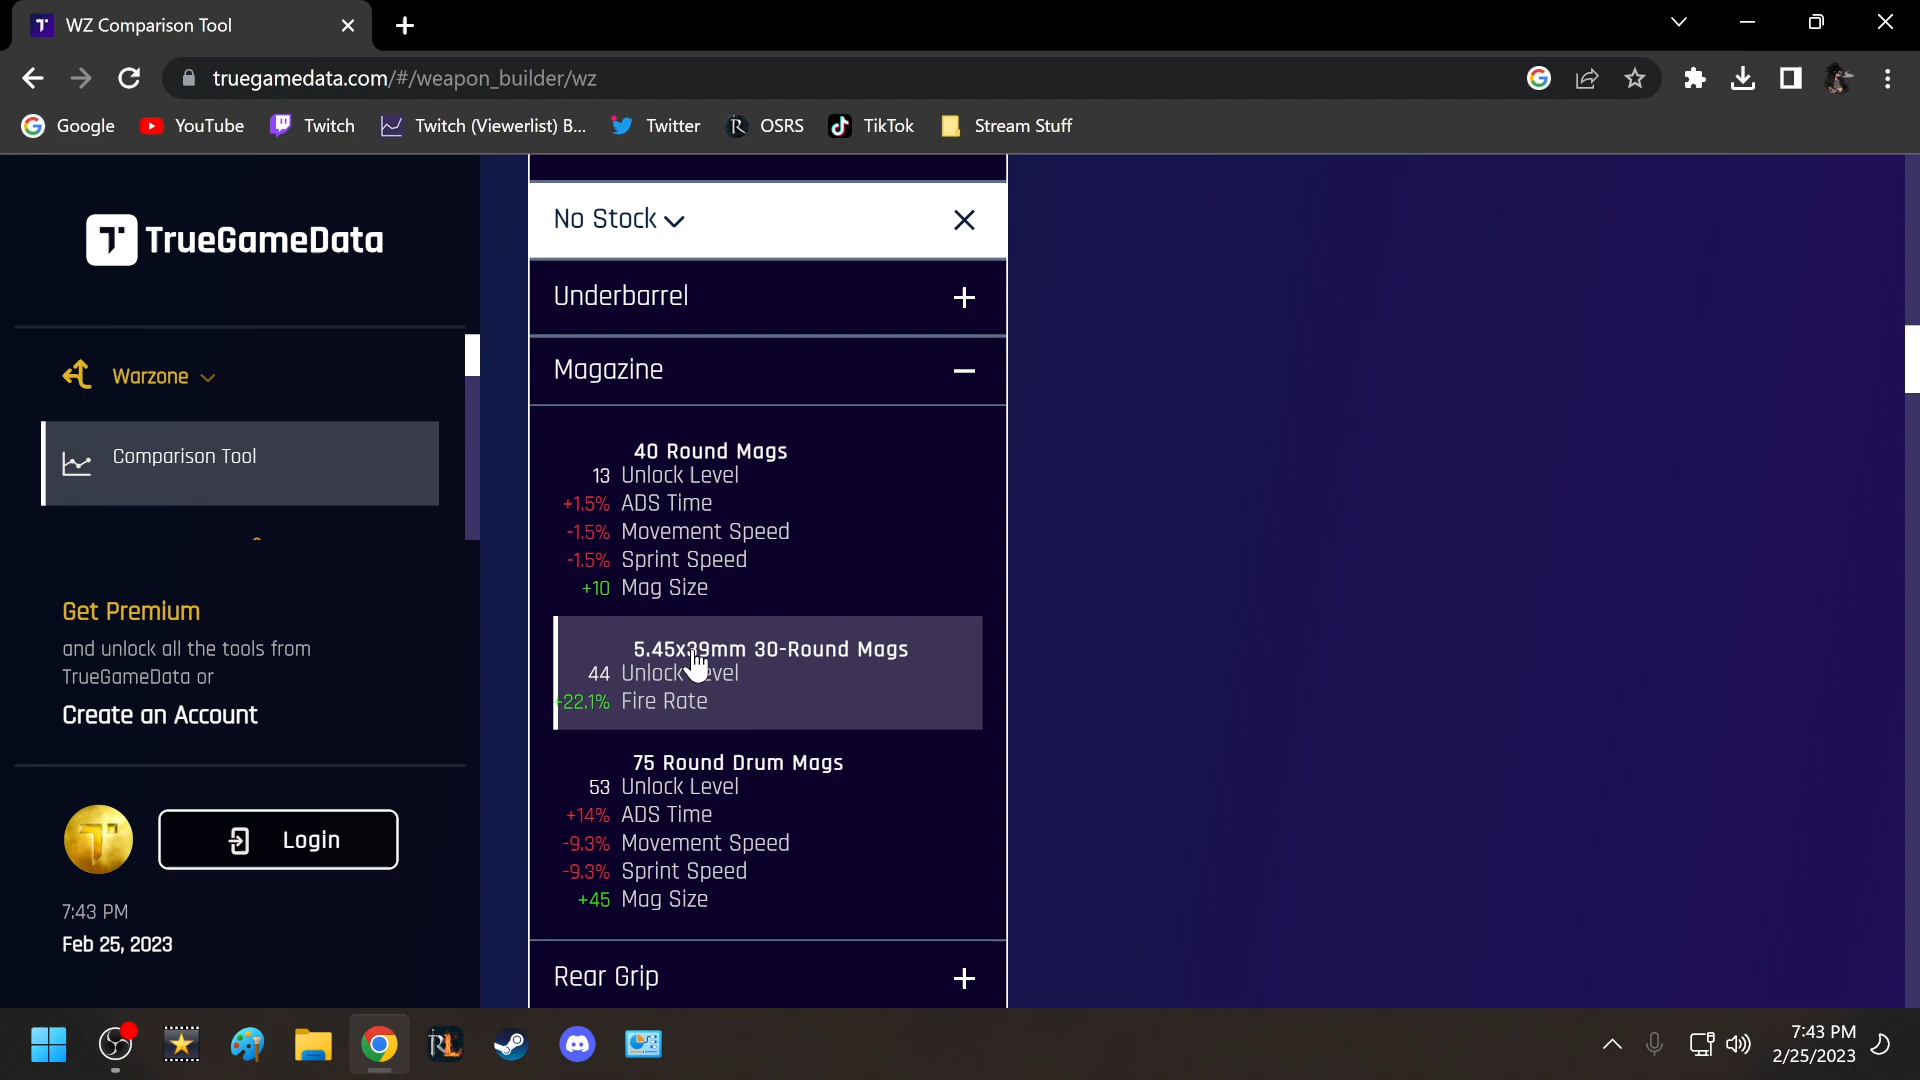 WZ Comparison Tool
truegamedata.com/#/weapon_builder/wz
Google
YouTube
Twitch
Twitch (Viewerlist) B...
Twitter
OSRS
TikTok
Stream Stuff
TrueGameData
Warzone
Comparison Tool
Get Premium
and unlock all the tools from
TrueGameData or
Create an Account
Login
7:43 PM
Feb 25, 2023
No Stock
Underbarrel
Magazine
40 Round Mags
13 Unlock Level
+1.5% ADS Time
-1.5% Movement Speed
-1.5% Sprint Speed
+10 Mag Size
5.45x39mm 30-Round Mags
44 Unlock Level
+22.1% Fire Rate
75 Round Drum Mags
53 Unlock Level
+14% ADS Time
-9.3% Movement Speed
-9.3% Sprint Speed
+45 Mag Size
Rear Grip
7:43 PM
2/25/2023